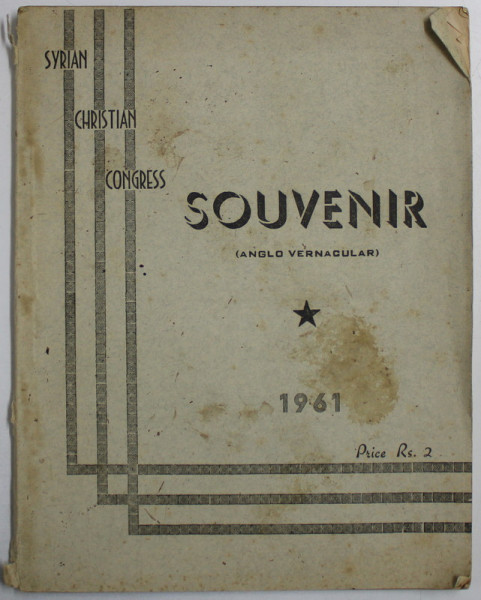 SYRIAN
CHRISTIAN
CONGRESS
SOUVENIR
(ANGLO VERNACULAR)
1961
Price Rs. 2